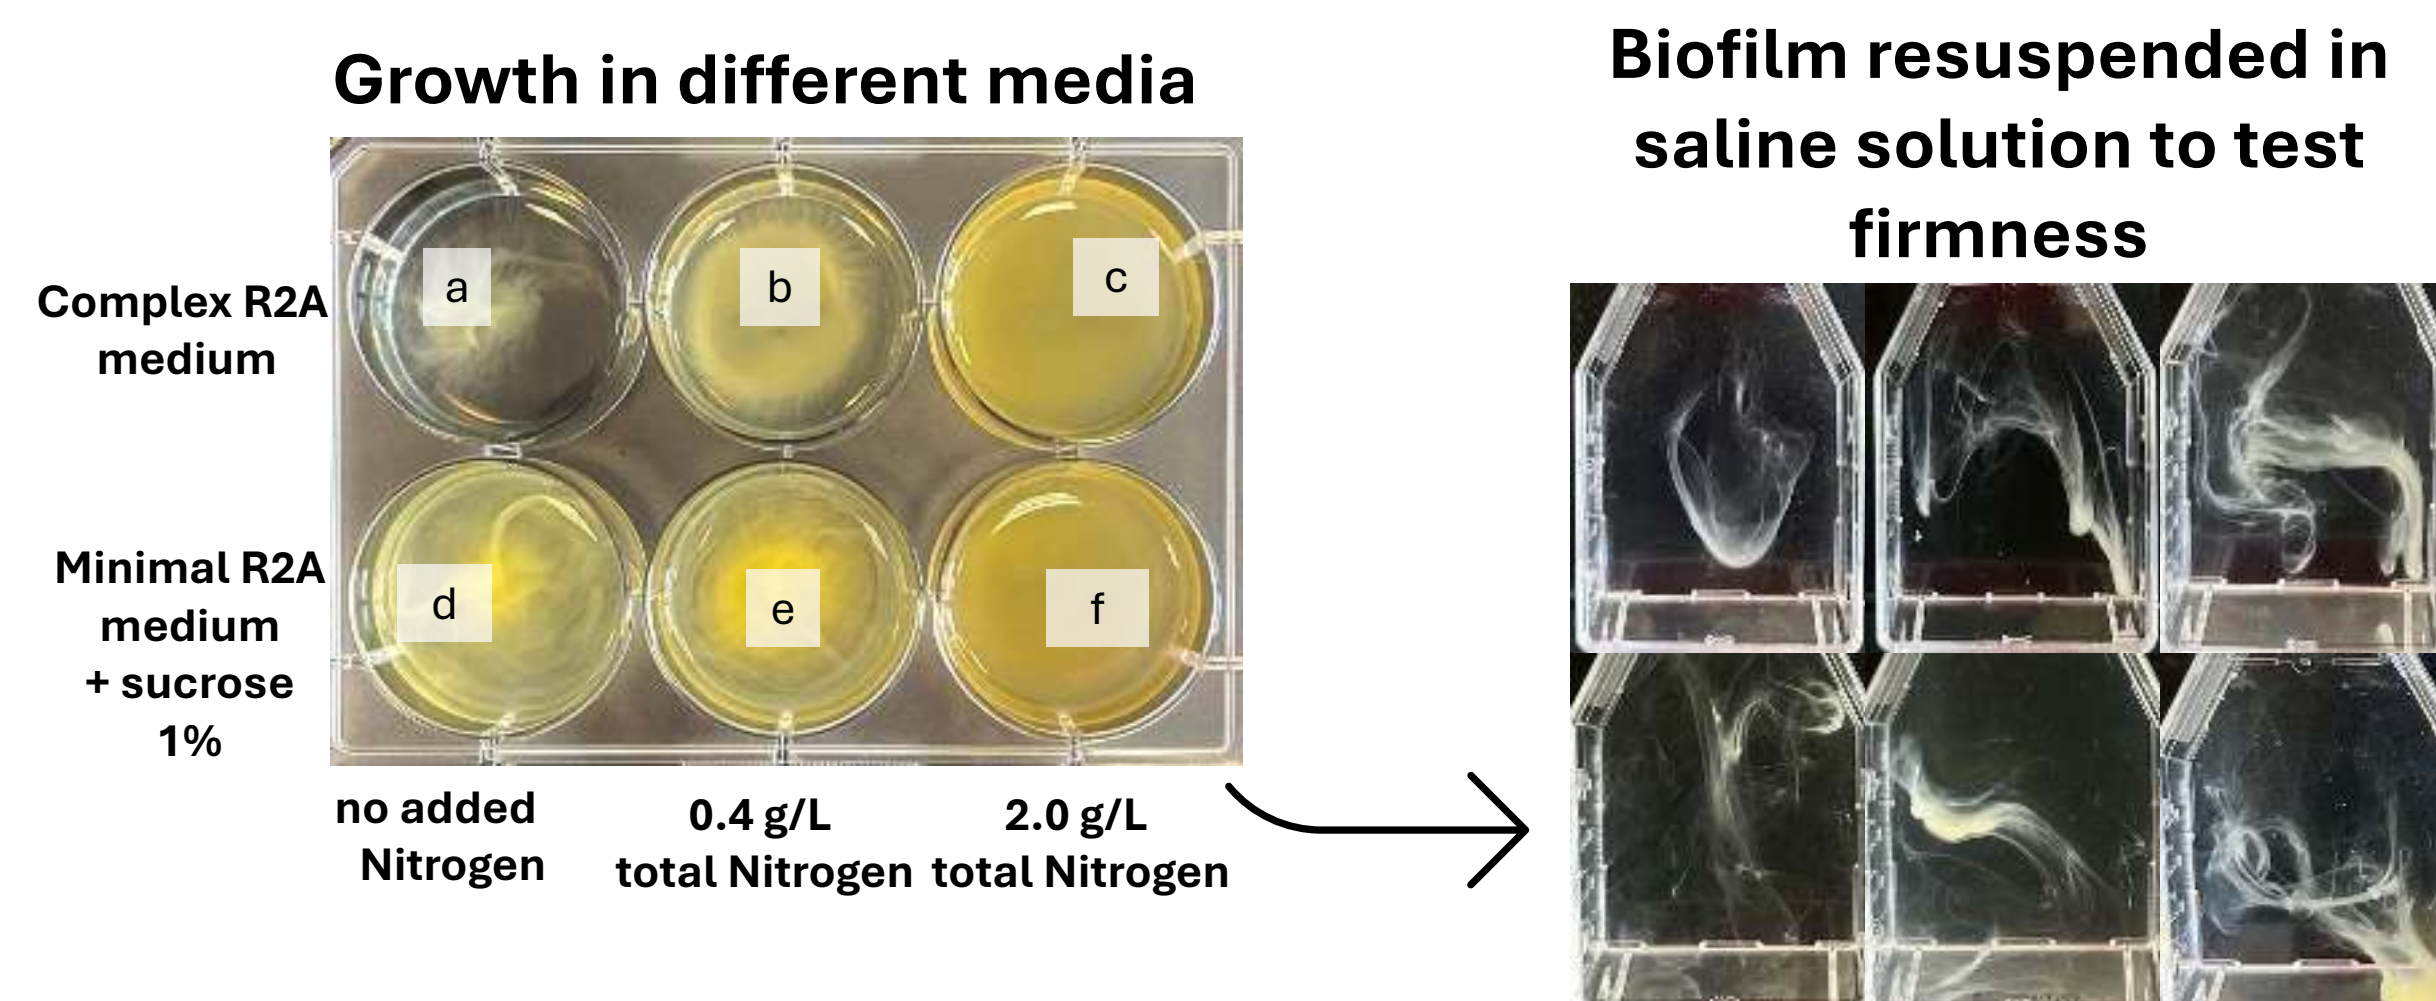 Growth in different media
Biofilm resuspended in
saline solution to test
firmness
Complex R2A
medium
a
b
c
Minimal R2A
medium
+ sucrose
1%
d
e
f
no added
Nitrogen
0.4 g/L
total Nitrogen
2.0 g/L
total Nitrogen